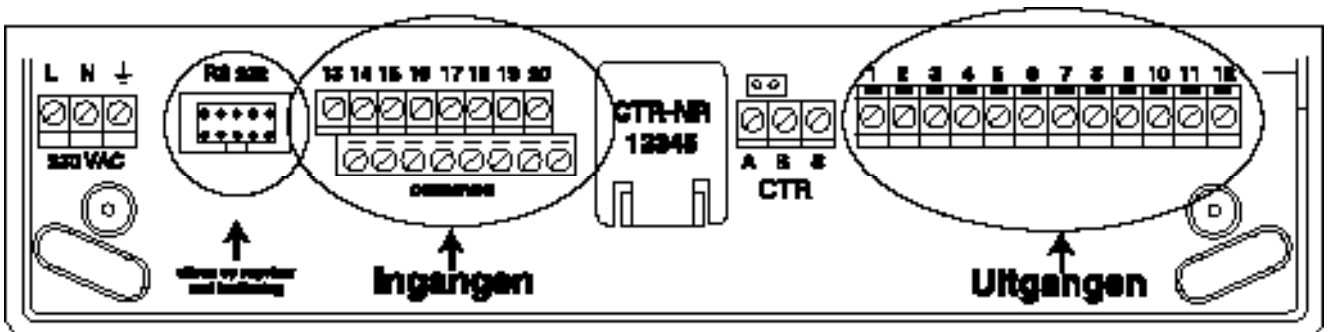 L N
RS 232
13 14 15 16 17 18 19 20
1 2 3 4 5 6 7 8 9 10 11 12
CTR-NR
12345
230 VAC
A B S
CTR
Ingangen
Uitgangen